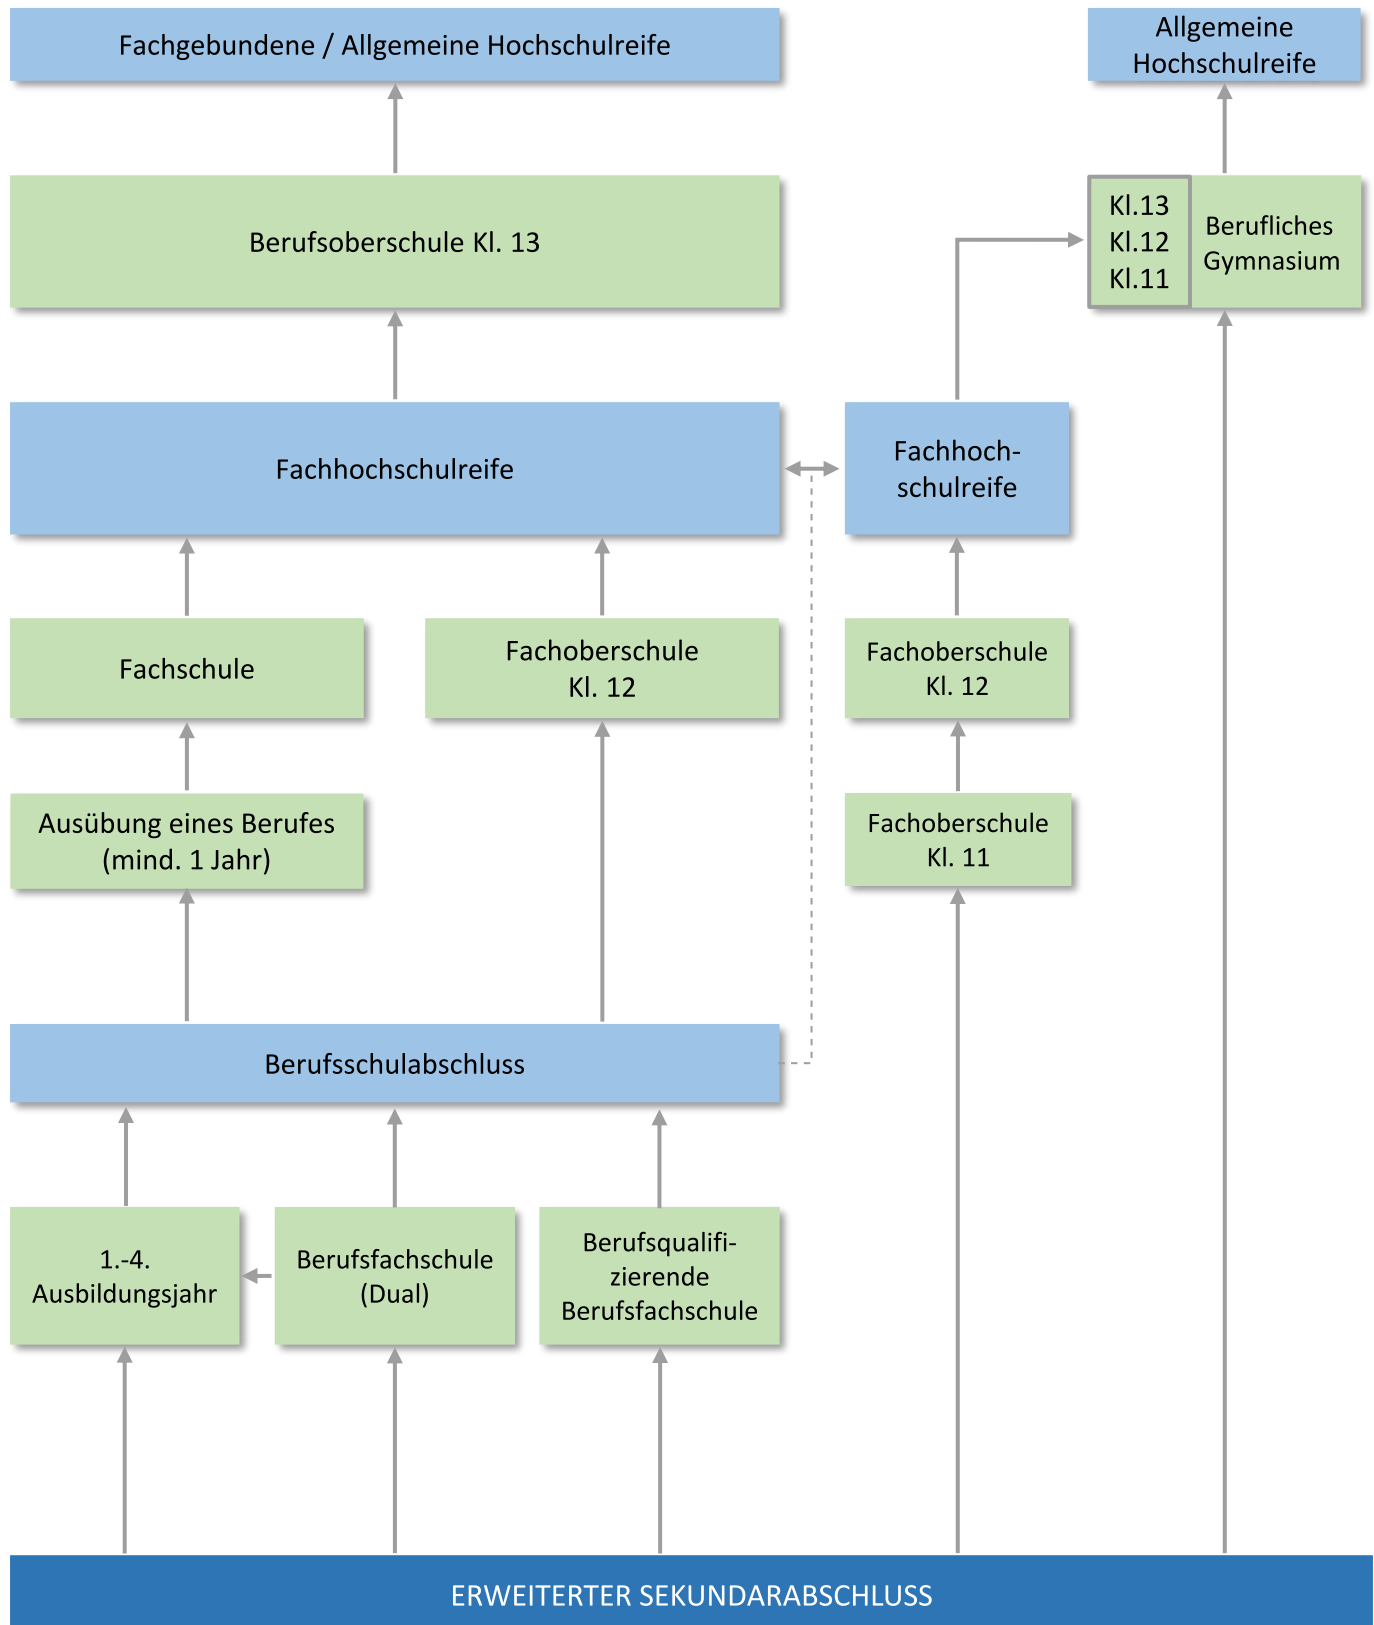 Fachgebundene / Allgemeine Hochschulreife
Allgemeine
Hochschulreife
Berufsoberschule Kl. 13
Kl.13
Kl.12
Kl.11
Berufliches
Gymnasium
Fachhochschulreife
Fachhoch-
schulreife
Fachschule
Fachoberschule
Kl. 12
Fachoberschule
Kl. 12
Ausübung eines Berufes
(mind. 1 Jahr)
Fachoberschule
Kl. 11
Berufsschulabschluss
1.-4.
Ausbildungsjahr
Berufsfachschule
(Dual)
Berufsqualifi-
zierende
Berufsfachschule
ERWEITERTER SEKUNDARABSCHLUSS